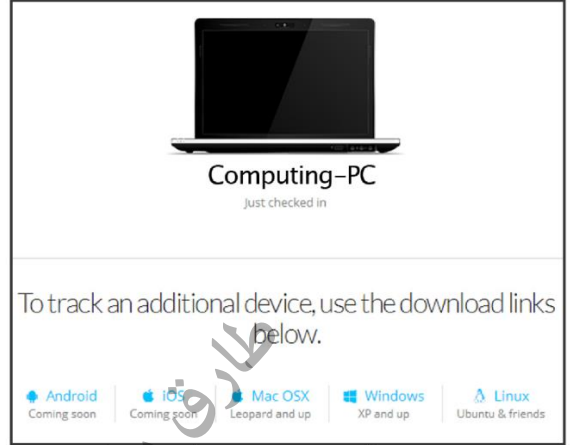 Computing-PC
Just checked in
To track an additional device, use the download links
below.
Android
Coming soon
iOS
Coming soon
Mac OSX
Leopard and up
Windows
XP and up
Linux
Ubuntu & friends
طارق